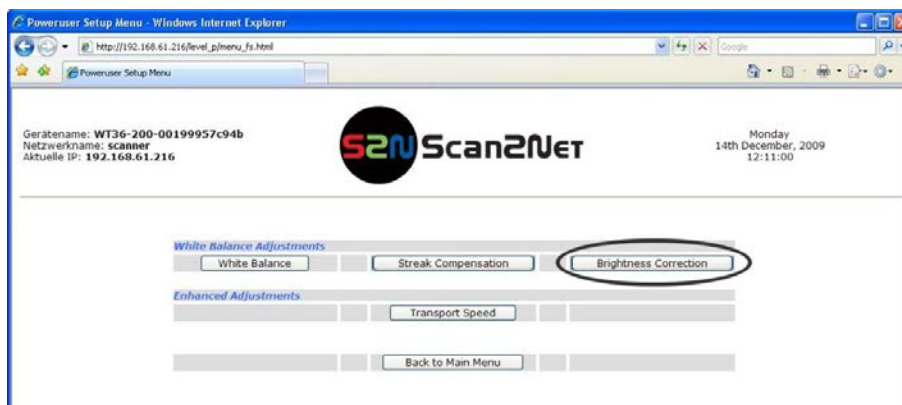 Poweruser Setup Menu - Windows Internet Explorer
http://192.168.61.216/level_p/menu_fs.html
Google
Poweruser Setup Menu
Gerätename: WT36-200-00199957c94b
Netzwerkname: scanner
Aktuelle IP: 192.168.61.216
S2N Scan2Net
Monday
14th December, 2009
12:11:00
White Balance Adjustments
White Balance
Streak Compensation
Brightness Correction
Enhanced Adjustments
Transport Speed
Back to Main Menu